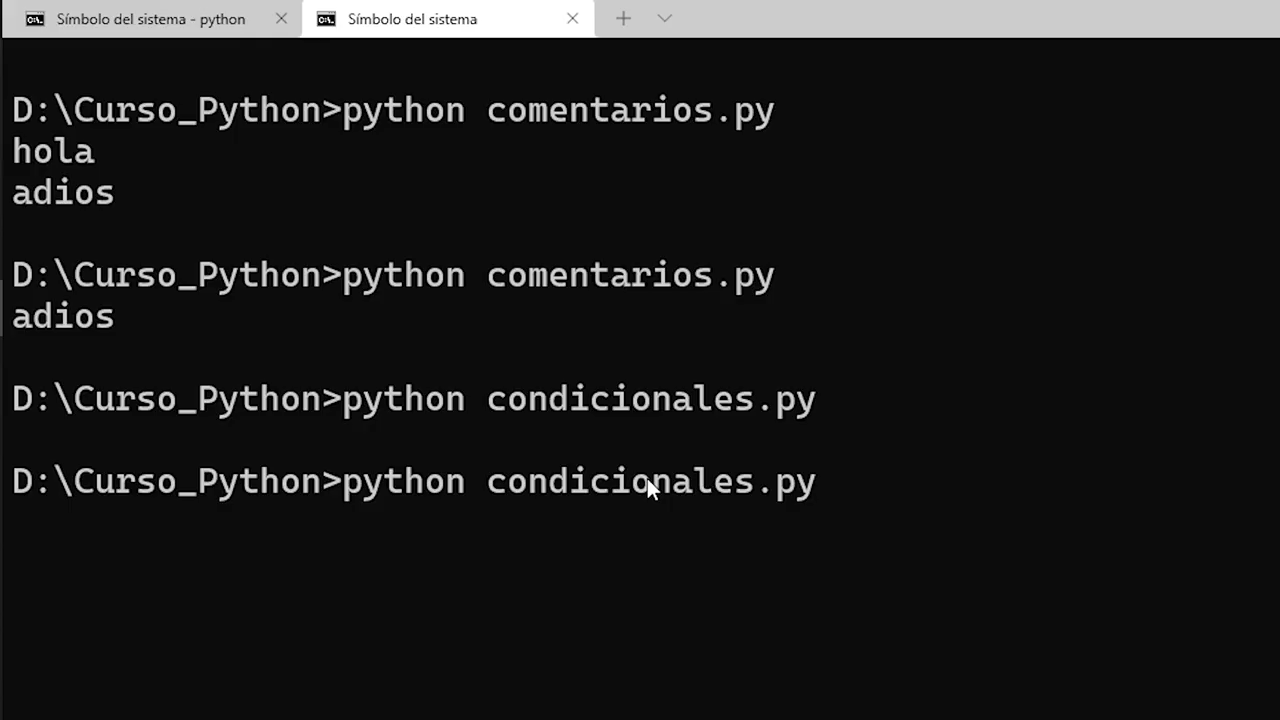 Símbolo del sistema - python
Símbolo del sistema
D:\Curso_Python>python comentarios.py
hola
adios
D:\Curso_Python>python comentarios.py
adios
D:\Curso_Python>python condicionales.py
D:\Curso_Python>python condicionales.py